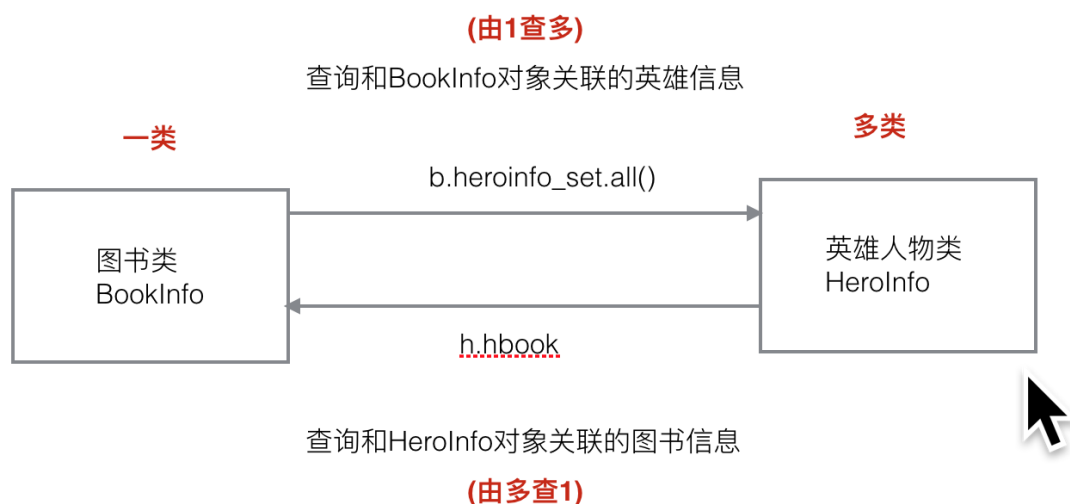 (由1查多)
查询和BookInfo对象关联的英雄信息
一类
多类
b.heroinfo_set.all()
图书类
BookInfo
英雄人物类
HeroInfo
h.hbook
查询和HeroInfo对象关联的图书信息
(由多查1)